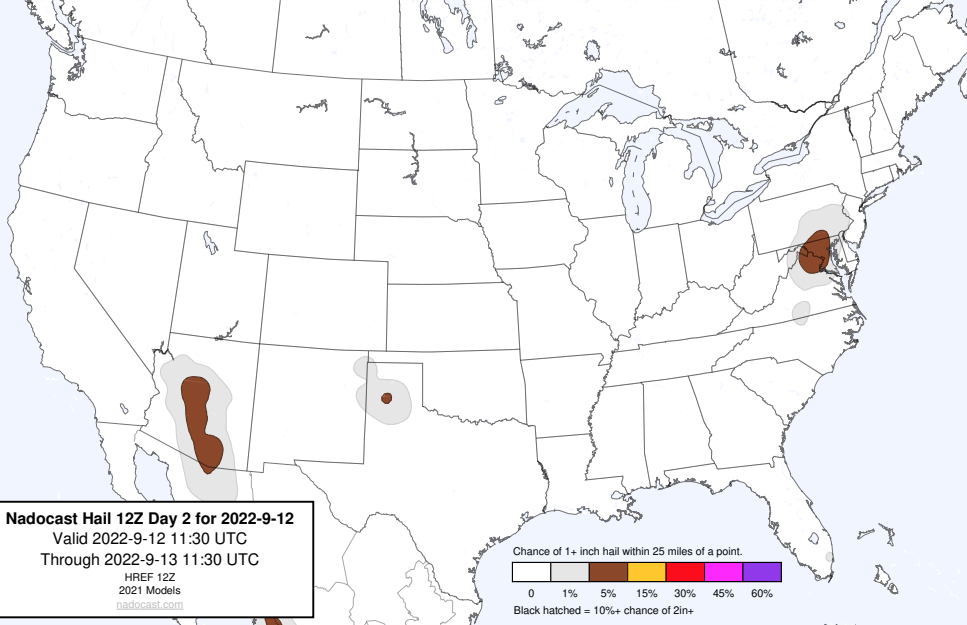 Nadocast Hail 12Z Day 2 for 2022-9-12
Valid 2022-9-12 11:30 UTC
Through 2022-9-13 11:30 UTC
HREF 12Z
2021 Models
nadocast.com
Chance of 1+ inch hail within 25 miles of a point.
0 1% 5% 15% 30% 45% 60%
Black hatched = 10%+ chance of 2in+